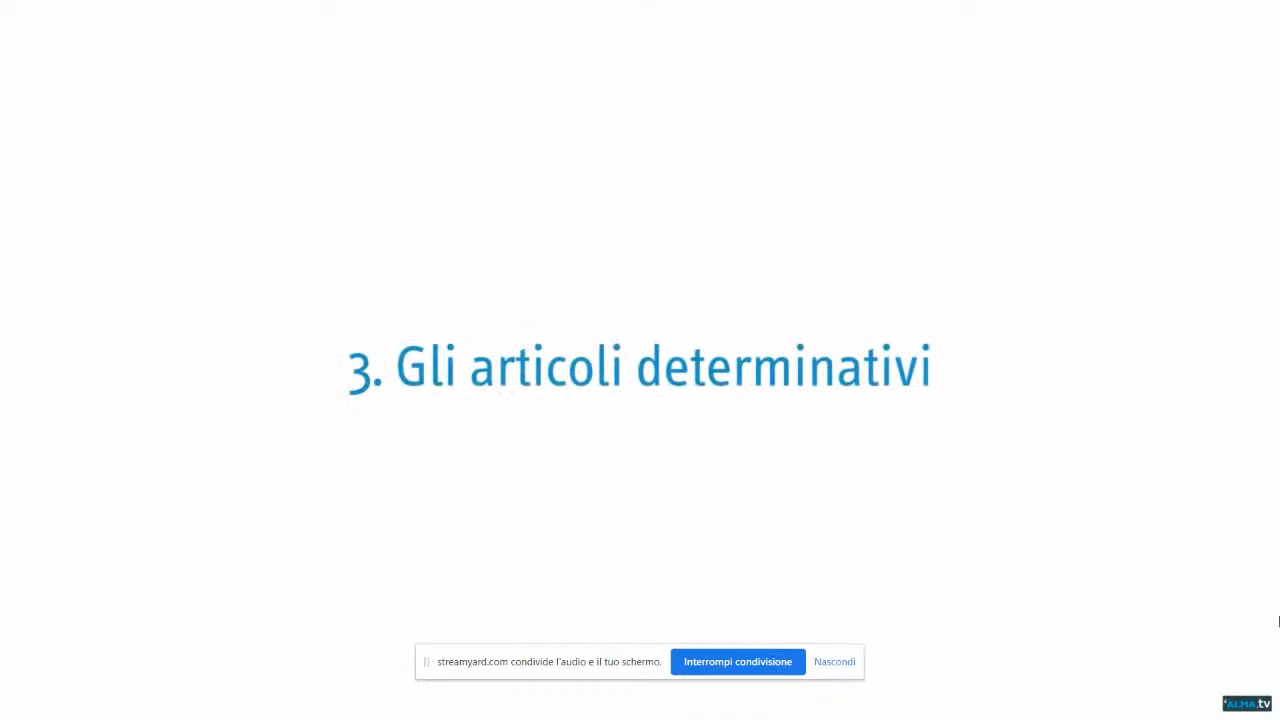 3. Gli articoli determinativi
streamyard.com condivide l'audio e il tuo schermo. Interrompi condivisione Nascondi
ALMA.tv